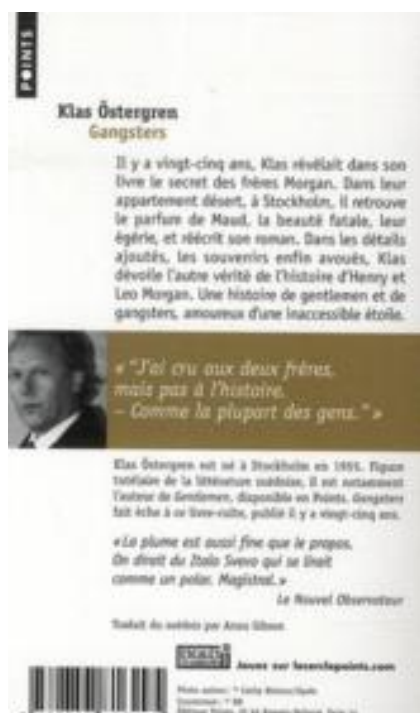 POINTS
Klas Östergren
Gangsters
Il y a vingt-cinq ans, Klas révélait dans son
livre le secret des frères Morgan. Dans leur
appartement désert, à Stockholm, il retrouve
le parfum de Maud, la beauté fatale, leur
égérie, et réécrit son roman. Dans les détails
ajoutés, les souvenirs enfin avoués, Klas
dévoile l'autre vérité de l'histoire d'Henry et
Leo Morgan. Une histoire de gentlemen et de
gangsters, amoureux d'une inaccessible étoile.
« "J'ai cru aux deux frères,
mais pas à l'histoire.
– Comme la plupart des gens." »
Klas Östergren est né à Stockholm en 1955. Figure
tutélaire de la littérature suédoise, il est notamment
l'auteur de Gentlemen, disponible en Points. Gangsters
fait écho à ce livre-culte, publié il y a vingt-cinq ans.
« La plume est aussi fine que le propos.
On dirait du Italo Svevo qui se lirait
comme un polar. Magistral. »
Le Nouvel Observateur
Traduit du suédois par Anna Gibson
Jouez sur lecerclepoints.com